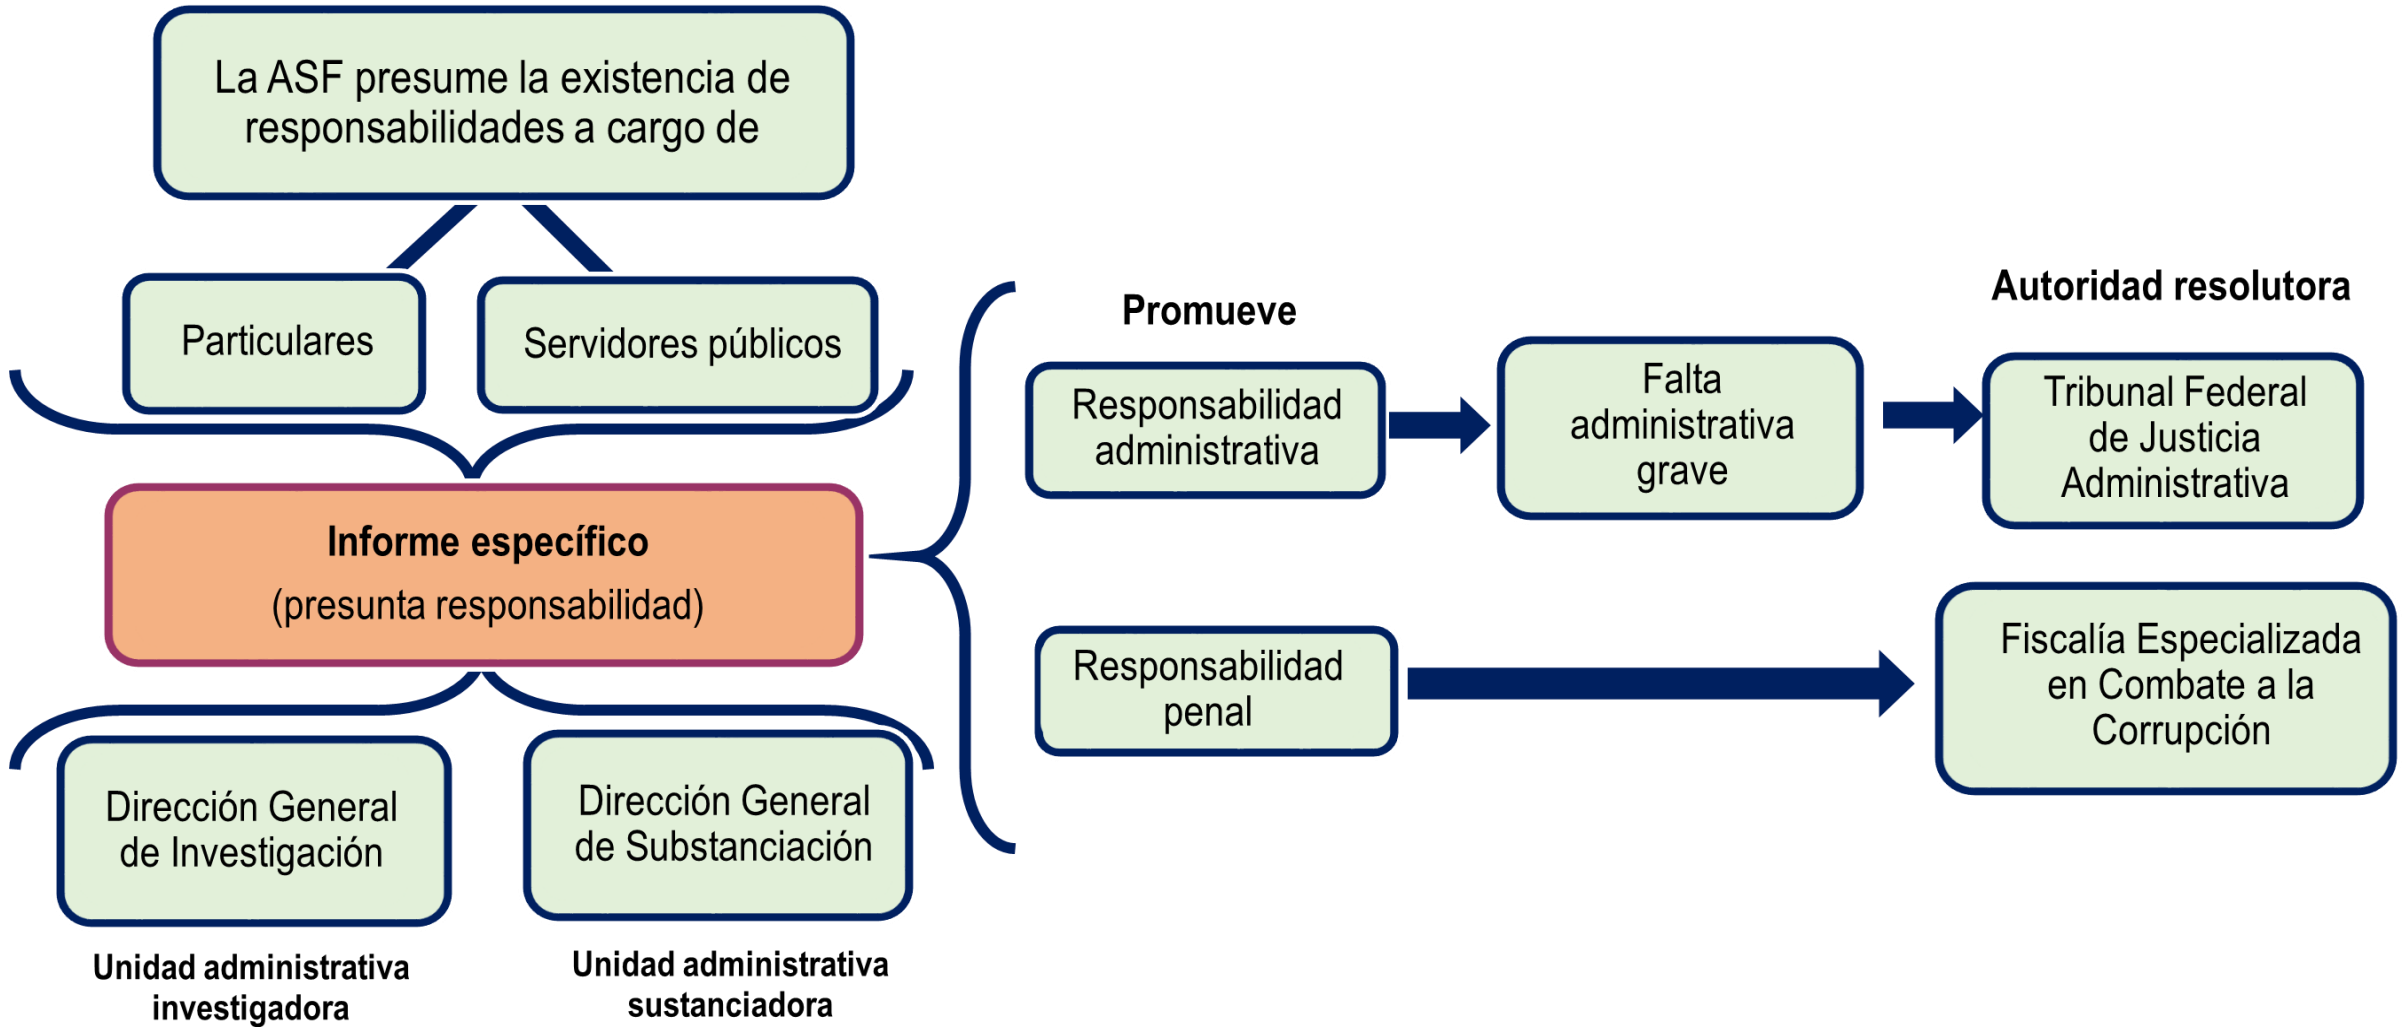 La ASF presume la existencia de
responsabilidades a cargo de
Particulares
Servidores públicos
Informe específico
(presunta responsabilidad)
Dirección General
de Investigación
Unidad administrativa
investigadora
Dirección General
de Substanciación
Unidad administrativa
sustanciadora
Promueve
Responsabilidad
administrativa
Falta
administrativa
grave
Autoridad resolutora
Tribunal Federal
de Justicia
Administrativa
Responsabilidad
penal
Fiscalía Especializada
en Combate a la
Corrupción